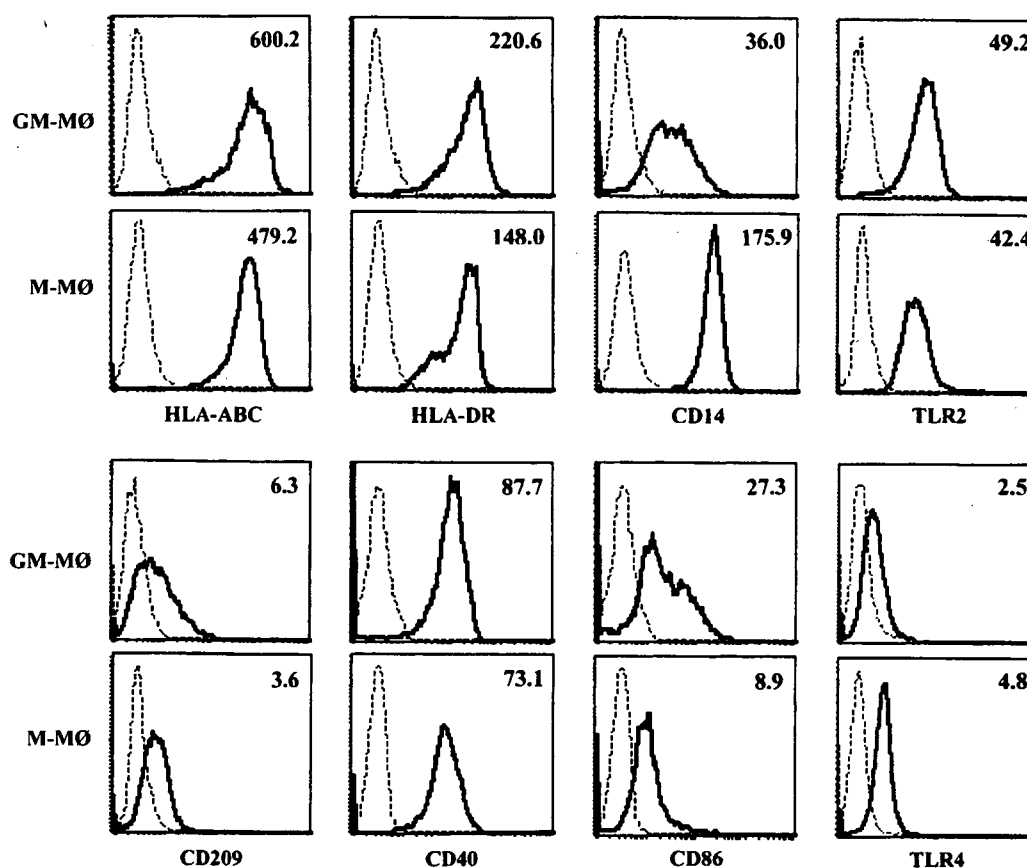 600.2 220.6 36.0 49.2
GM-MØ
479.2 148.0 175.9 42.4
M-MØ
HLA-ABC HLA-DR CD14 TLR2
6.3 87.7 27.3 2.5
GM-MØ
3.6 73.1 8.9 4.8
M-MØ
CD209 CD40 CD86 TLR4